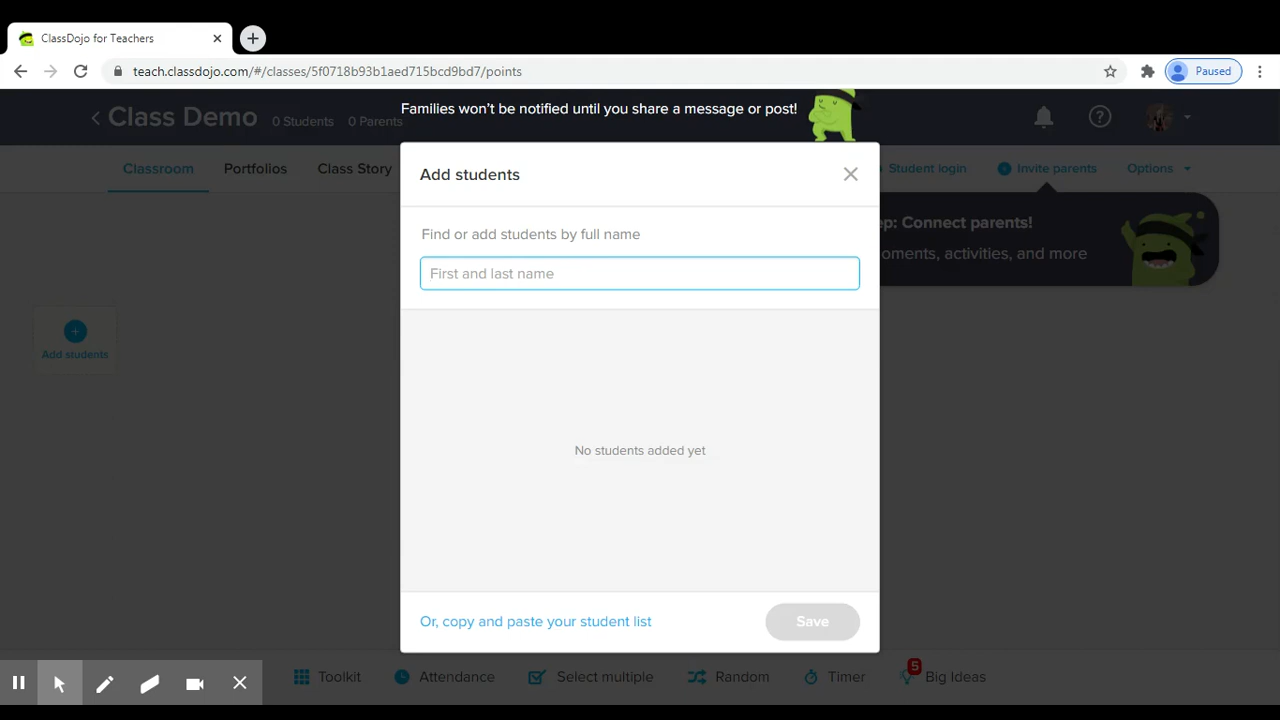 ClassDojo for Teachers
teach.classdojo.com/#/classes/5f0718b93b1aed715bcd9bd7/points
Paused
Families won't be notified until you share a message or post!
Class Demo
0 Students
0 Parents
Classroom
Portfolios
Class Story
Student login
Invite parents
Options
Add students
ep: Connect parents!
oments, activities, and more
Find or add students by full name
First and last name
Add students
No students added yet
Or, copy and paste your student list
Save
Toolkit
Attendance
Select multiple
Random
Timer
5
Big Ideas